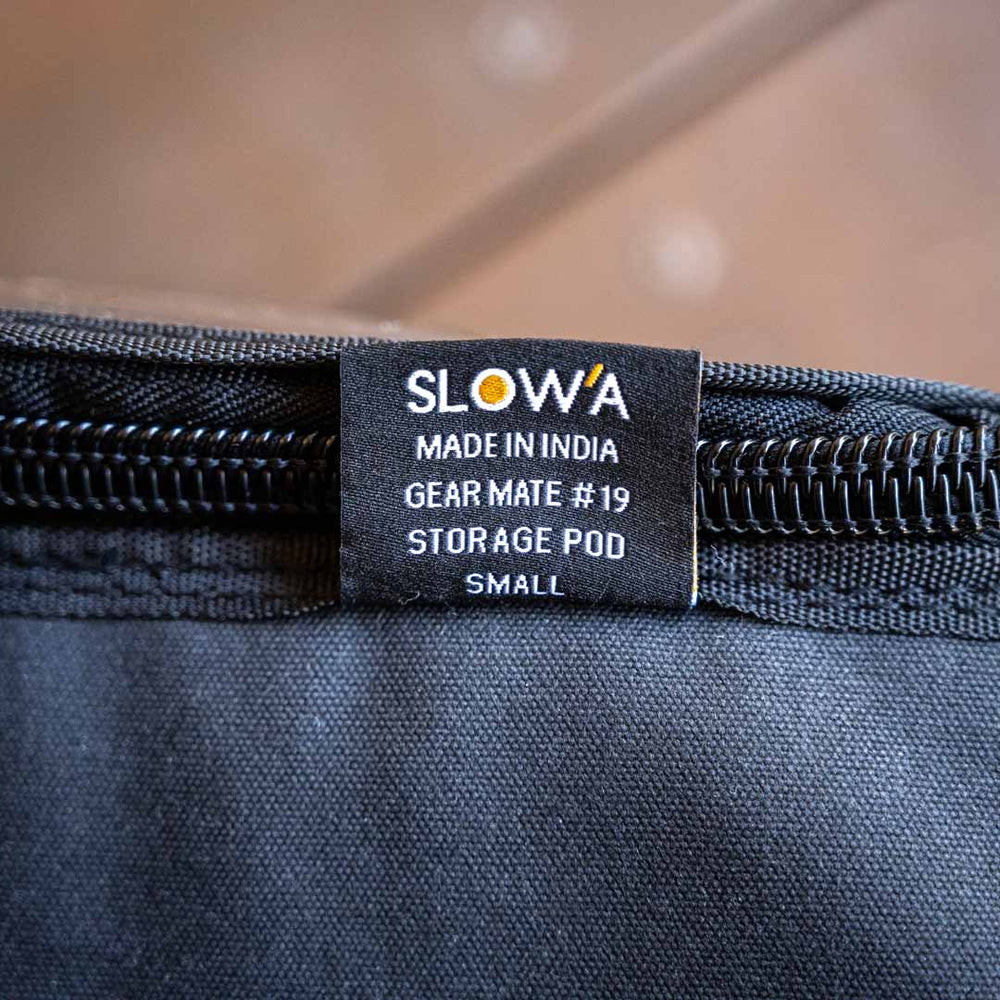 SLOW'A
MADE IN INDIA
GEAR MATE #19
STORAGE POD
SMALL